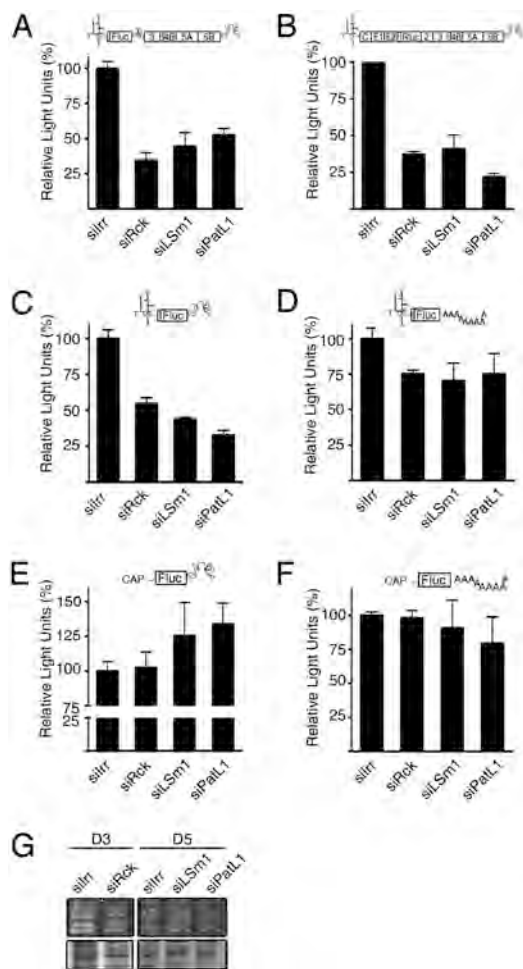 A
Fluc 3 5A 5B
Relative Light Units (%)
100
75
50
25
siIrr
siRck
siLSm1
siPatL1
B
C E1 Fluc 2 3 5A 5B
Relative Light Units (%)
100
75
50
25
siIrr
siRck
siLSm1
siPatL1
C
Fluc
Relative Light Units (%)
100
75
50
25
siIrr
siRck
siLSm1
siPatL1
D
Fluc AAA AAAA
Relative Light Units (%)
100
75
50
25
siIrr
siRck
siLSm1
siPatL1
E
CAP Fluc
Relative Light Units (%)
150
125
100
75
25
siIrr
siRck
siLSm1
siPatL1
F
CAP Fluc AAA AAAA
Relative Light Units (%)
100
75
50
25
siIrr
siRck
siLSm1
siPatL1
G
D3 D5
siIrr siRck siIrr siLSm1 siPatL1